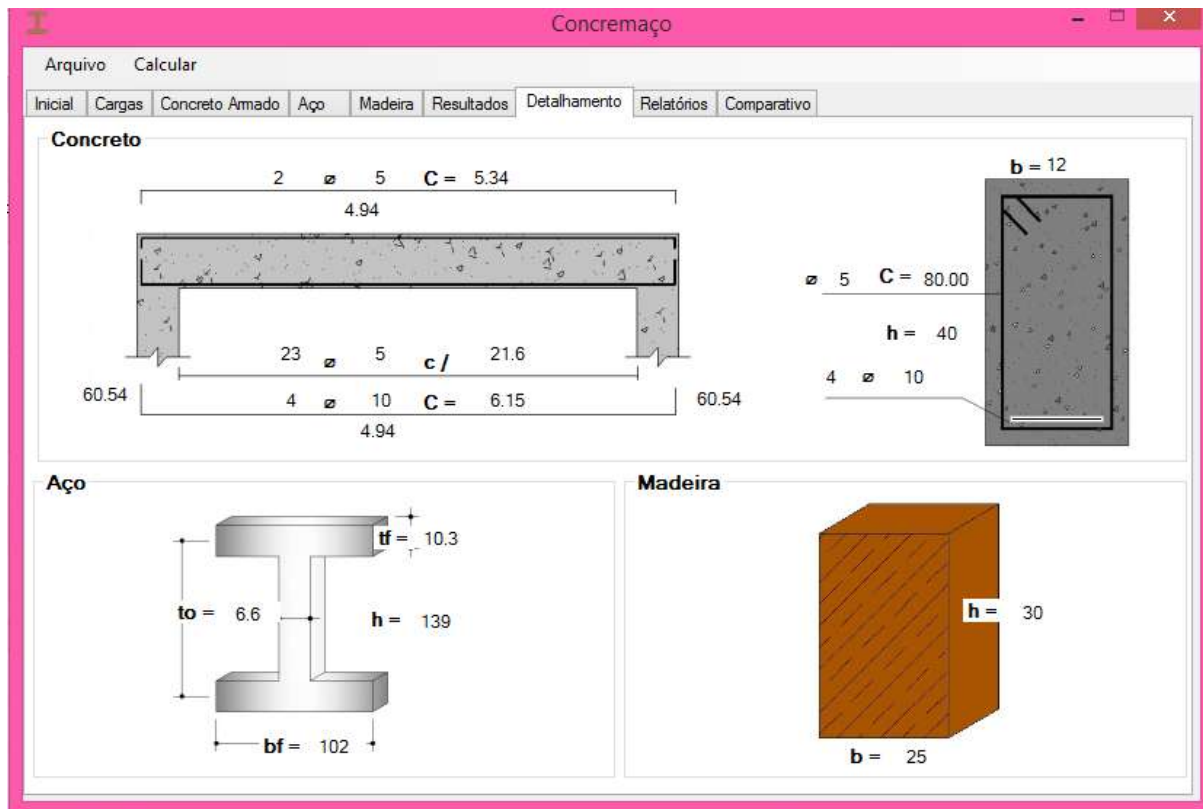 Concremaço
Arquivo Calcular
Inicial Cargas Concreto Armado Aço Madeira Resultados Detalhamento Relatórios Comparativo
Concreto
2 ⌀ 5 C = 5.34
4.94
23 ⌀ 5 c / 21.6
60.54 4 ⌀ 10 C = 6.15 60.54
4.94
b = 12
⌀ 5 C = 80.00
h = 40
4 ⌀ 10
Aço
tf = 10.3
to = 6.6 h = 139
bf = 102
Madeira
h = 30
b = 25